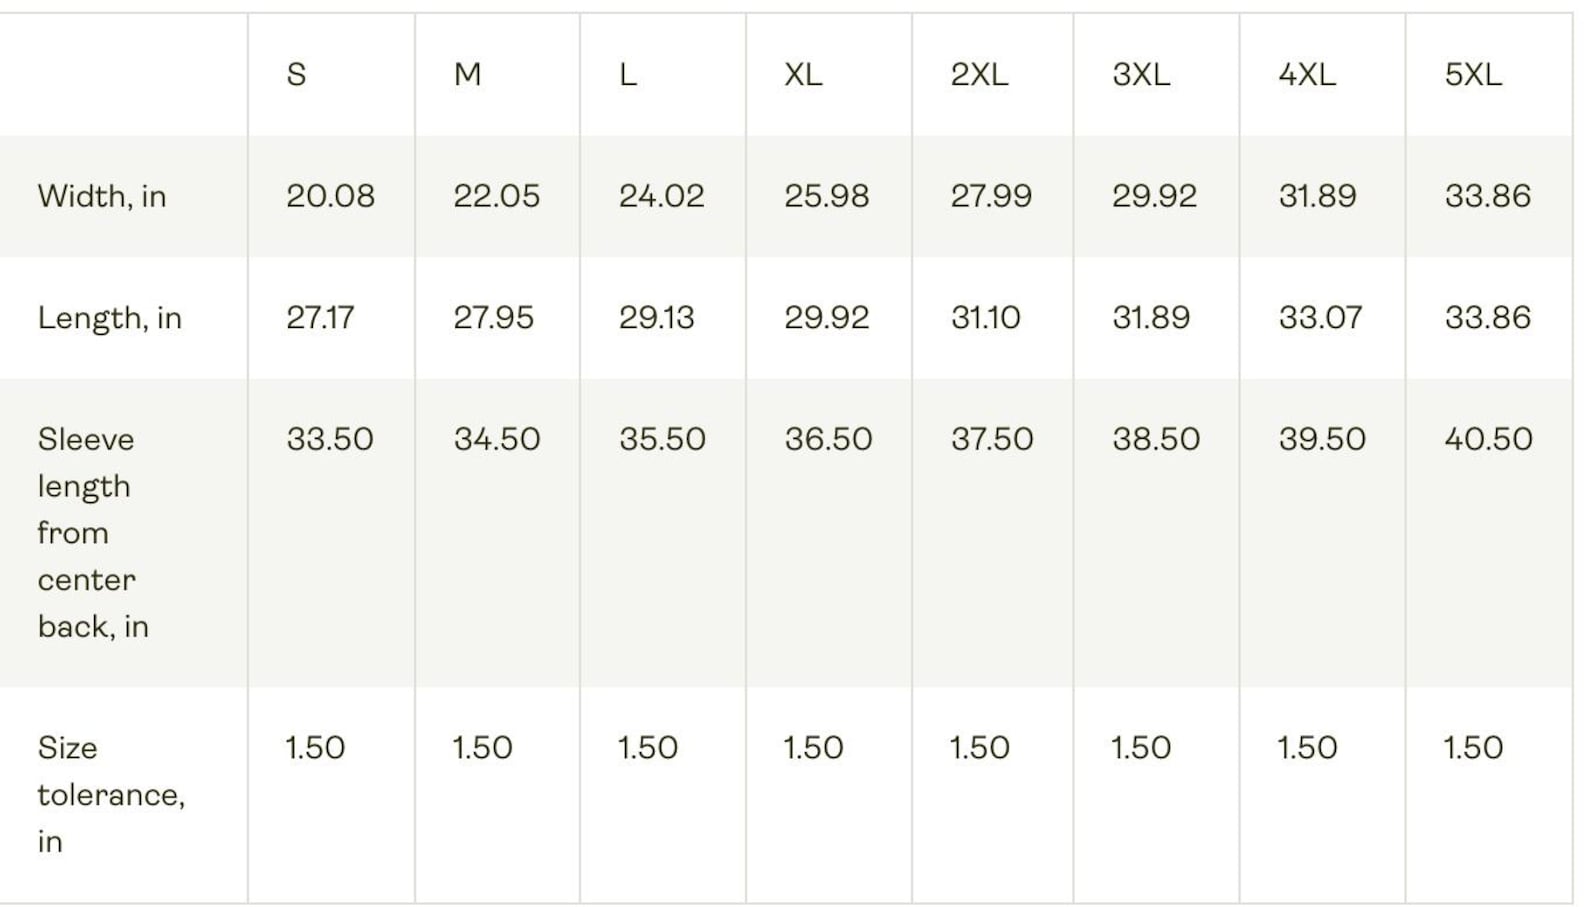 S M L XL 2XL 3XL 4XL 5XL
Width, in 20.08 22.05 24.02 25.98 27.99 29.92 31.89 33.86
Length, in 27.17 27.95 29.13 29.92 31.10 31.89 33.07 33.86
Sleeve 33.50 34.50 35.50 36.50 37.50 38.50 39.50 40.50
length
from
center
back, in
Size 1.50 1.50 1.50 1.50 1.50 1.50 1.50 1.50
tolerance,
in